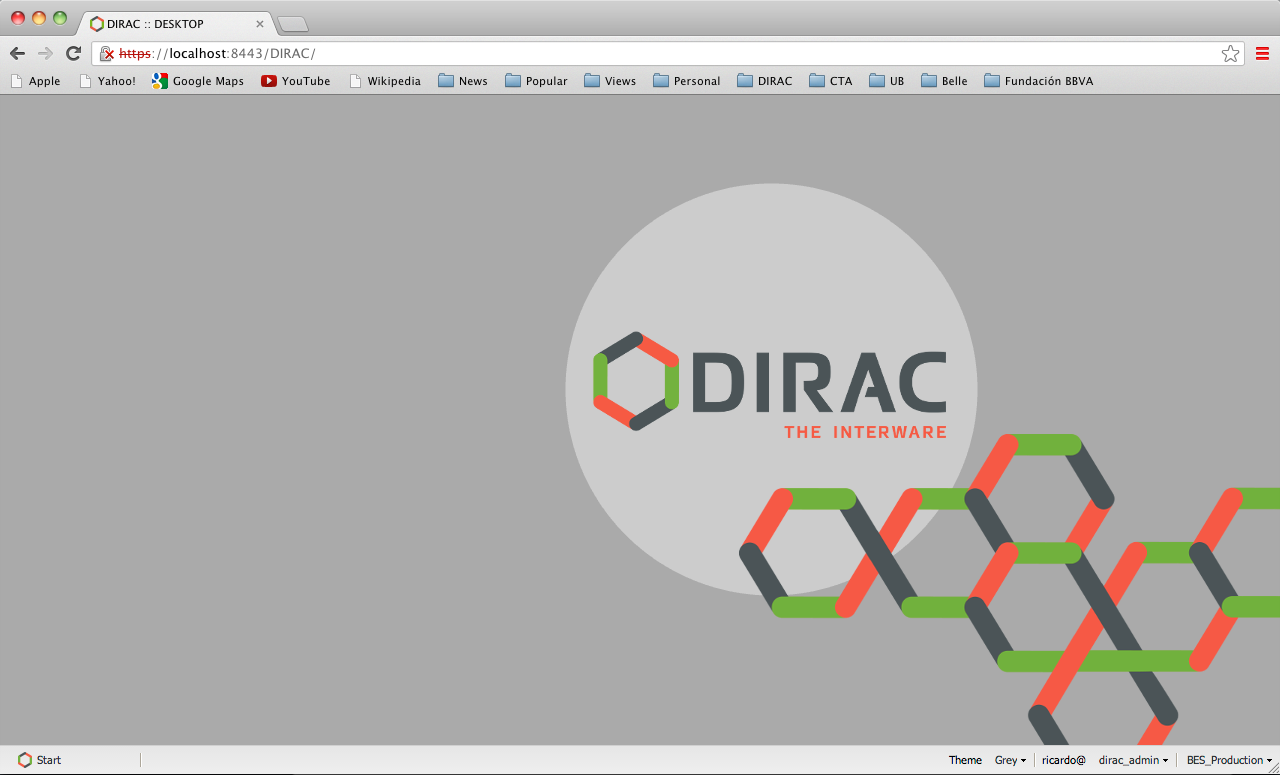 DIRAC :: DESKTOP
https://localhost:8443/DIRAC/
Apple Yahoo! Google Maps YouTube Wikipedia News Popular Views Personal DIRAC CTA UB Belle Fundación BBVA
DIRAC
THE INTERWARE
Start Theme Grey ricardo@ dirac_admin BES_Production